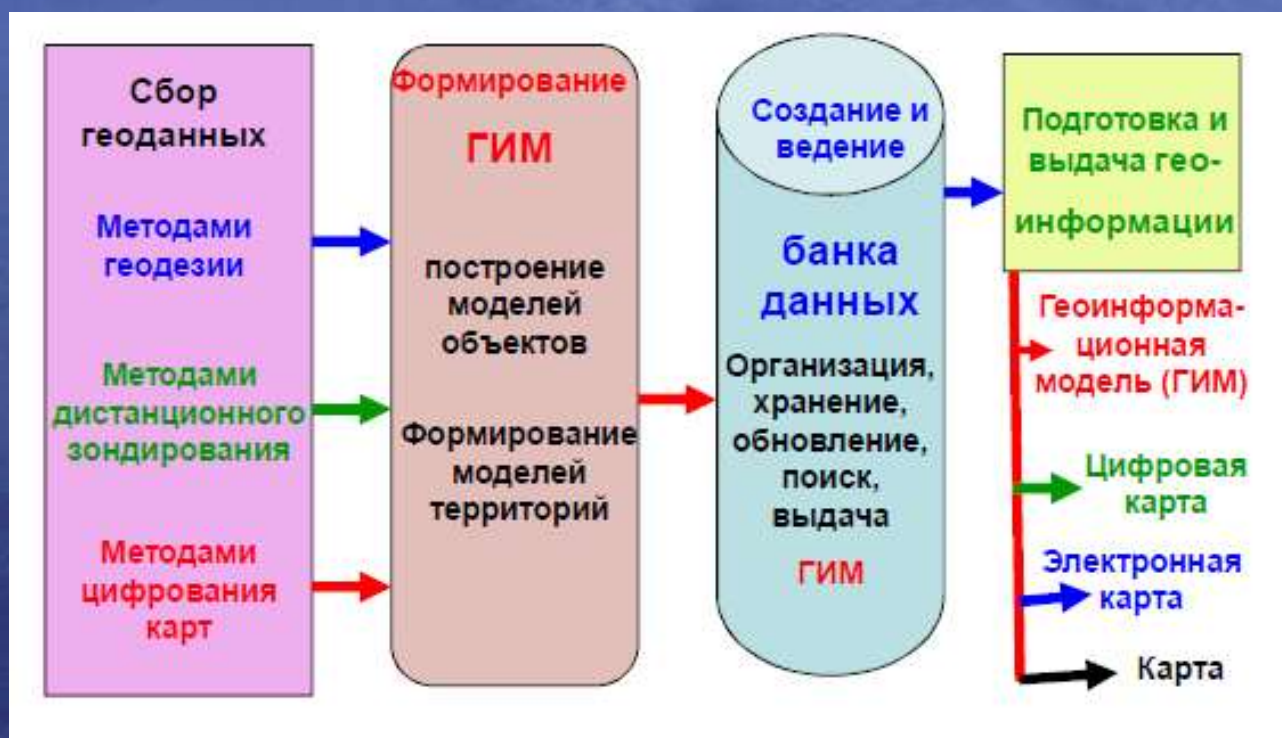 Сбор
геоданных
Методами
геодезии
Методами
дистанционного
зондирования
Методами
цифрования
карт
Формирование
ГИМ
построение
моделей
объектов
Формирование
моделей
территорий
Создание и
ведение
банка
данных
Организация,
хранение,
обновление,
поиск,
выдача
ГИМ
Подготовка и
выдача гео-
информации
Геоинформа-
ционная
модель (ГИМ)
Цифровая
карта
Электронная
карта
Карта